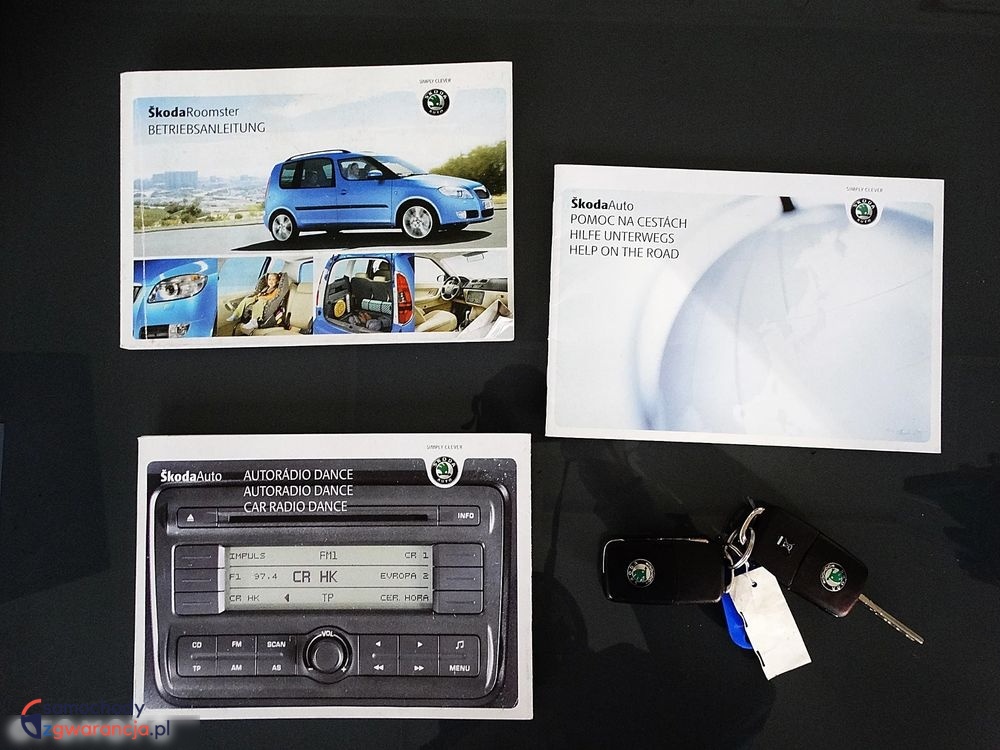 SIMPLY CLEVER
ŠkodaRoomster
BETRIEBSANLEITUNG
SIMPLY CLEVER
ŠkodaAuto
POMOC NA CESTÁCH
HILFE UNTERWEGS
HELP ON THE ROAD
SIMPLY CLEVER
ŠkodaAuto
AUTORÁDIO DANCE
AUTORADIO DANCE
CAR RADIO DANCE
INFO
IMPULS FM1 CR 1
F1 97.4 CR HK EVROPA 2
CR HK TP CER. HORA
CD FM SCAN VOL
TP AM AS - + MENU
zgwarancja.pl